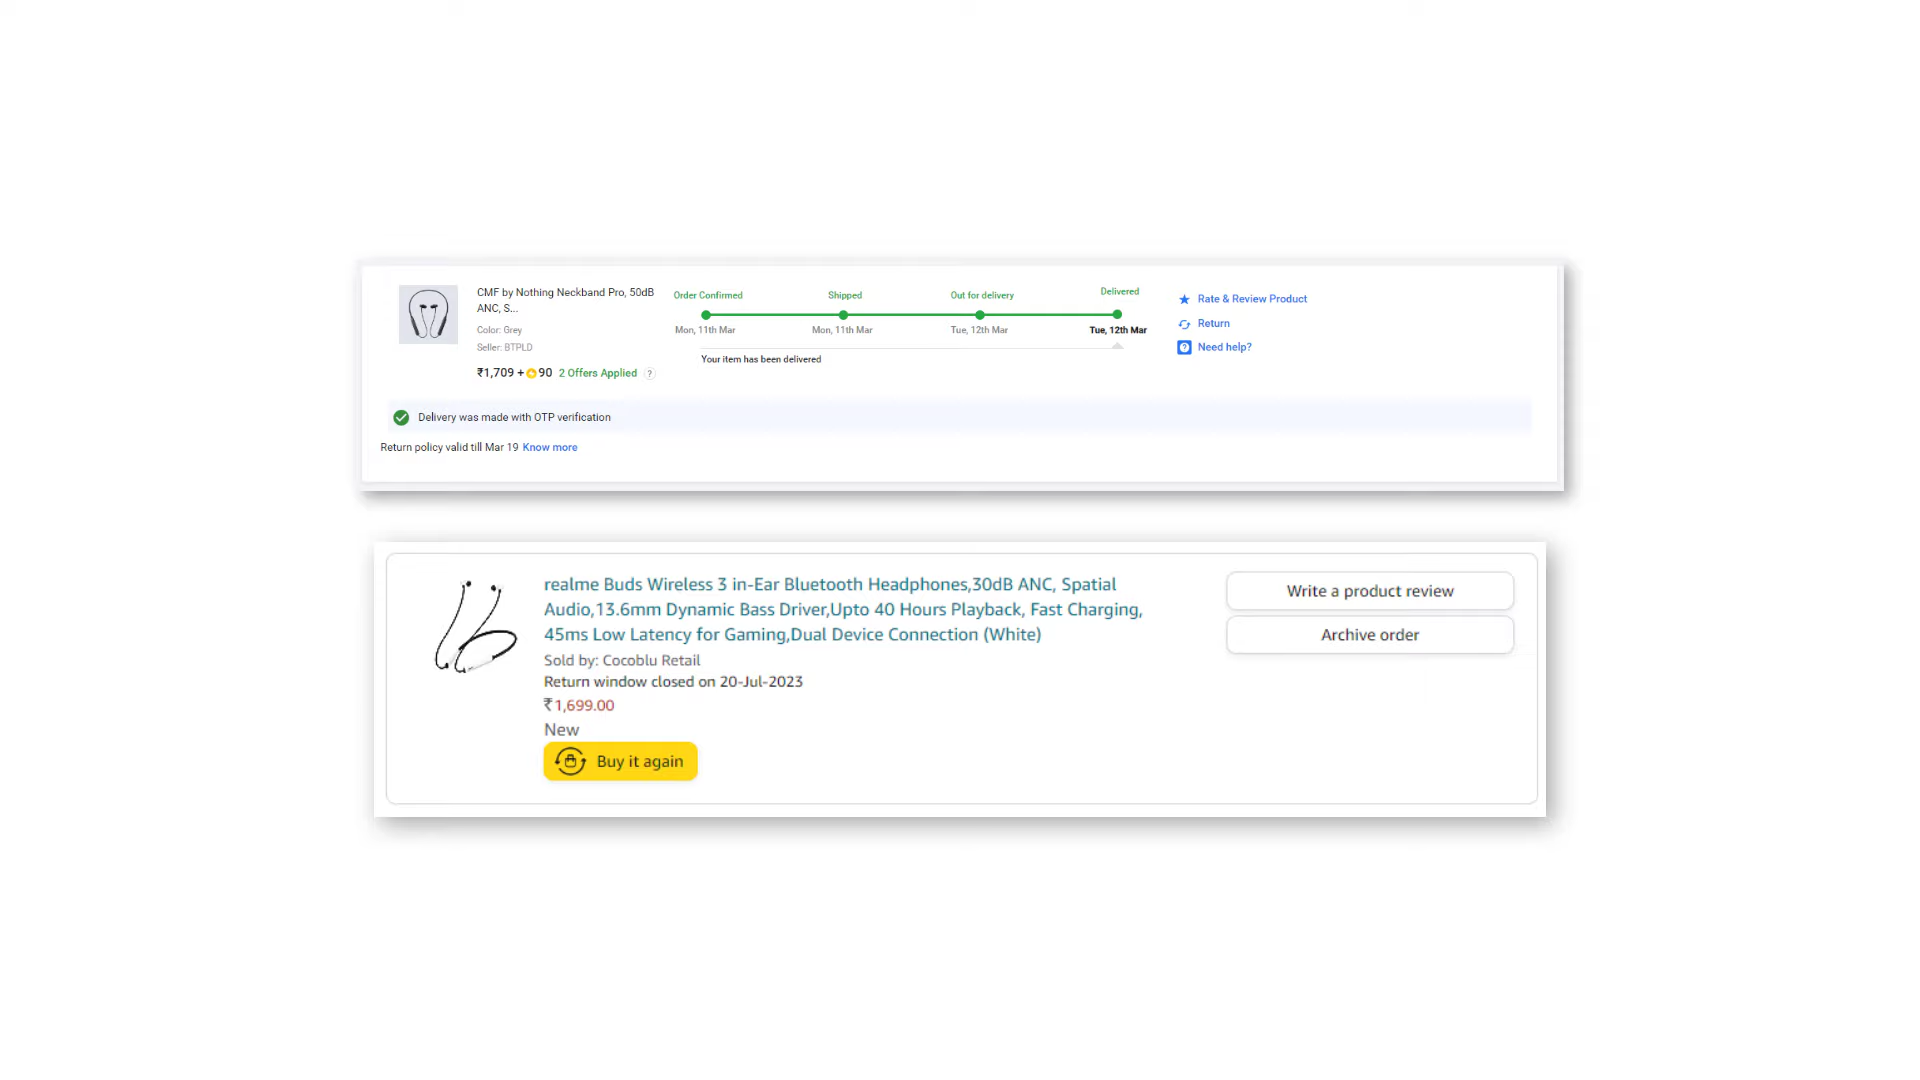 CMF by Nothing Neckband Pro, 50dB
ANC, S...
Color: Grey
Seller: BTPLD
₹1,709 + 90 2 Offers Applied ?
Order Confirmed
Mon, 11th Mar
Shipped
Mon, 11th Mar
Out for delivery
Tue, 12th Mar
Delivered
Tue, 12th Mar
Your item has been delivered
Rate & Review Product
Return
Need help?
Delivery was made with OTP verification
Return policy valid till Mar 19 Know more
realme Buds Wireless 3 in-Ear Bluetooth Headphones,30dB ANC, Spatial
Audio,13.6mm Dynamic Bass Driver,Upto 40 Hours Playback, Fast Charging,
45ms Low Latency for Gaming,Dual Device Connection (White)
Sold by: Cocoblu Retail
Return window closed on 20-Jul-2023
₹1,699.00
New
Buy it again
Write a product review
Archive order